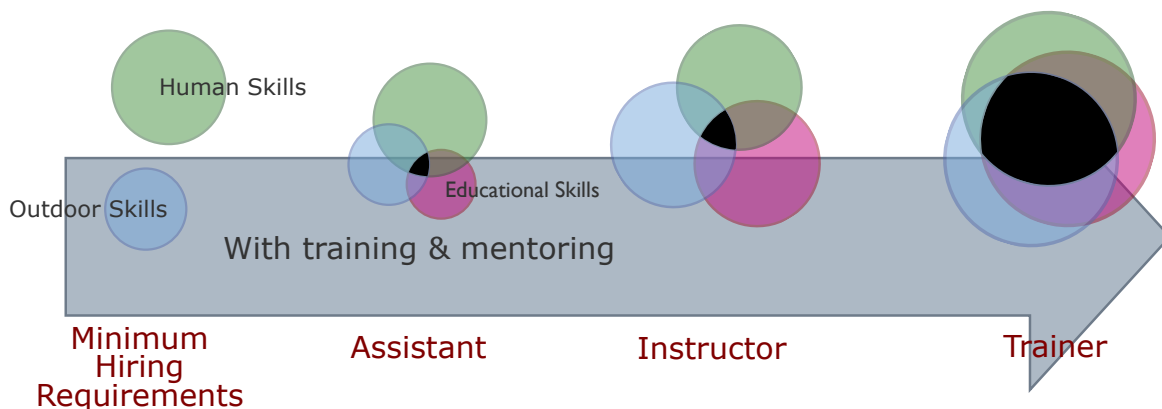 Human Skills
Outdoor Skills
Educational Skills
With training & mentoring
Minimum
Hiring
Requirements
Assistant
Instructor
Trainer